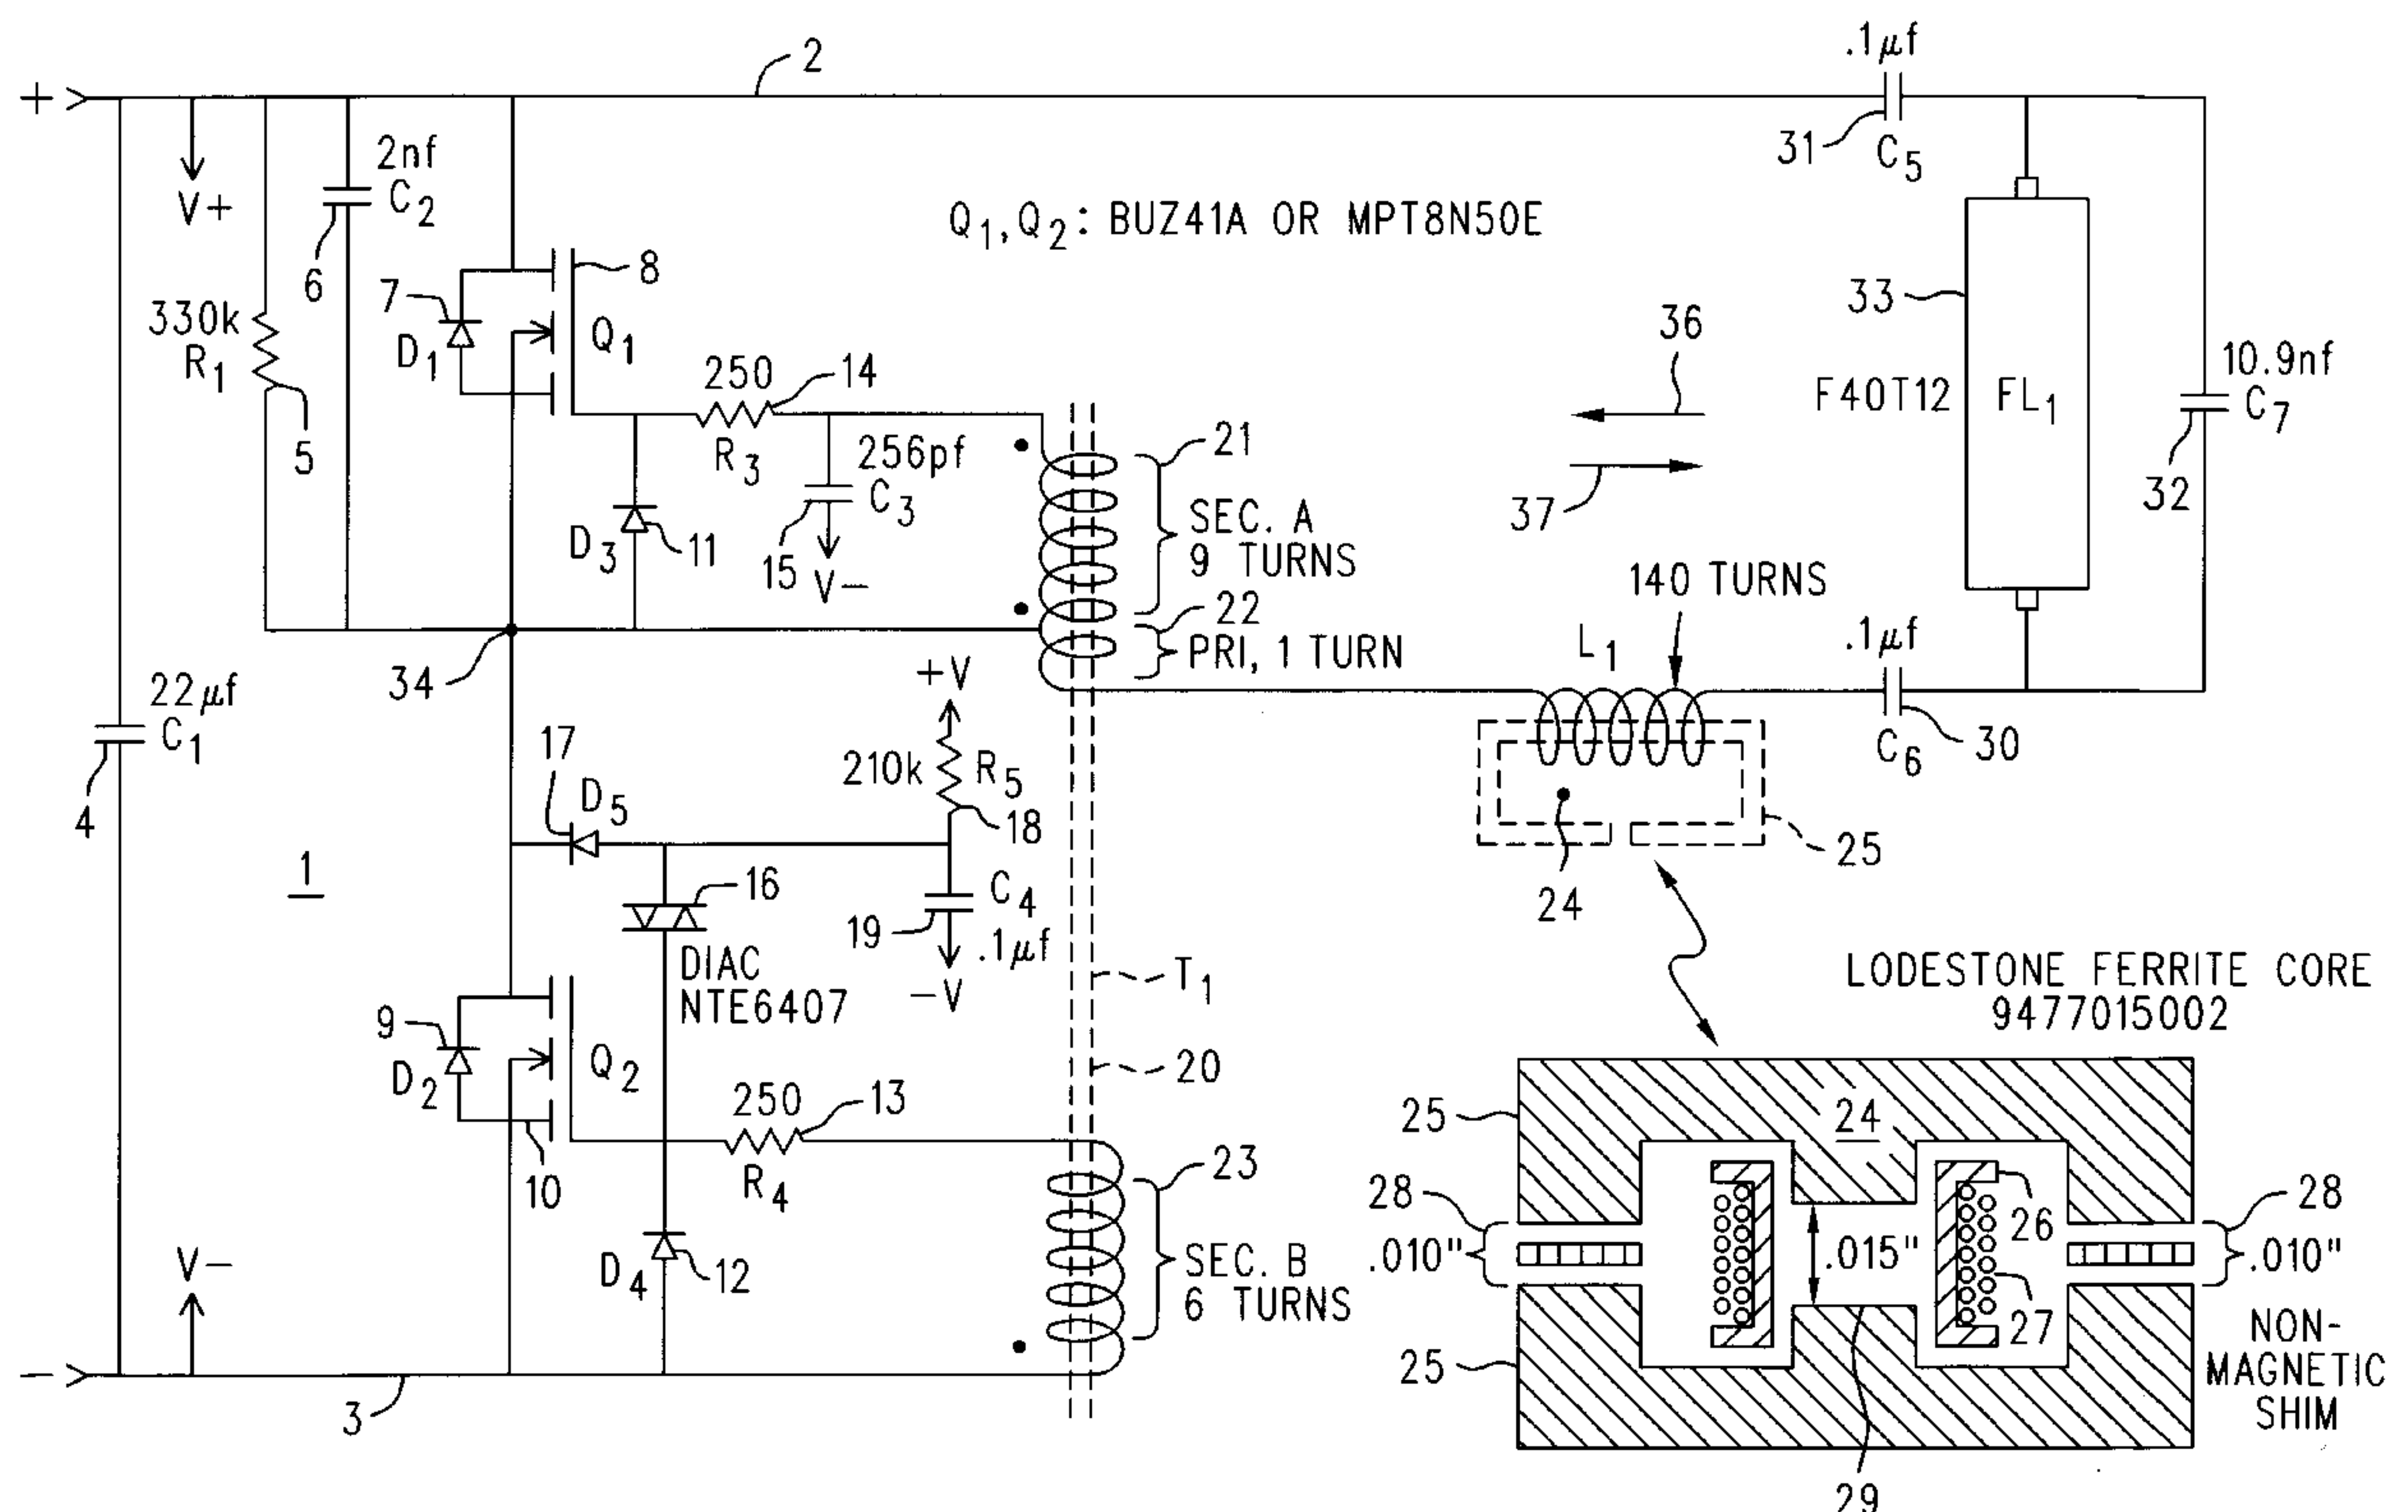 2
.1μf
+
31
C5
V+
2nf
C2
6
Q1, Q2: BUZ41A OR MPT8N50E
8
7
D1
Q1
330k
R1
5
33
36
F40T12
FL1
10.9nf
C7
32
250
14
R3
256pf
C3
15
V−
D3
11
21
SEC. A
9 TURNS
22
PRI, 1 TURN
37
140 TURNS
L1
.1μf
C6
30
34
22μf
C1
4
+V
210k
R5
18
17
D5
16
C4
19
.1μf
−V
DIAC
NTE6407
1
24
25
T1
20
LODESTONE FERRITE CORE
9477015002
9
D2
Q2
10
250
13
R4
23
SEC. B
6 TURNS
D4
12
V−
−
3
25
24
28
.010"
.015"
26
27
28
.010"
25
29
NON-
MAGNETIC
SHIM